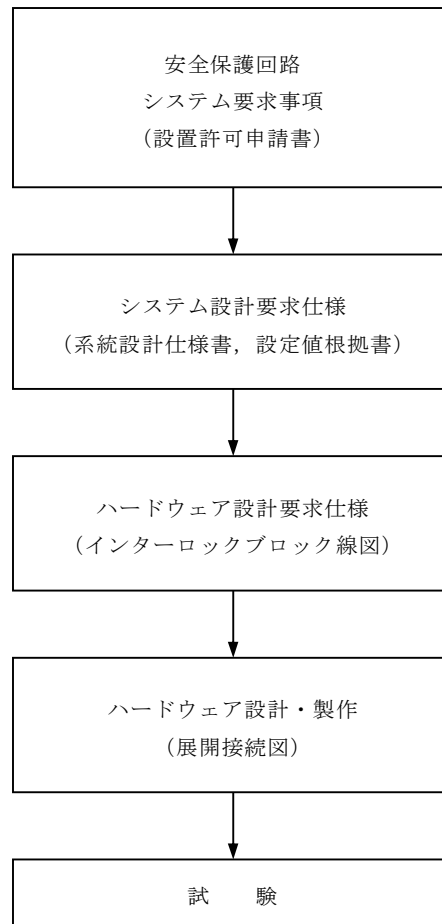 安全保護回路
システム要求事項
（設置許可申請書）
システム設計要求仕様
（系統設計仕様書，設定値根拠書）
ハードウェア設計要求仕様
（インターロックブロック線図）
ハードウェア設計・製作
（展開接続図）
試　　験